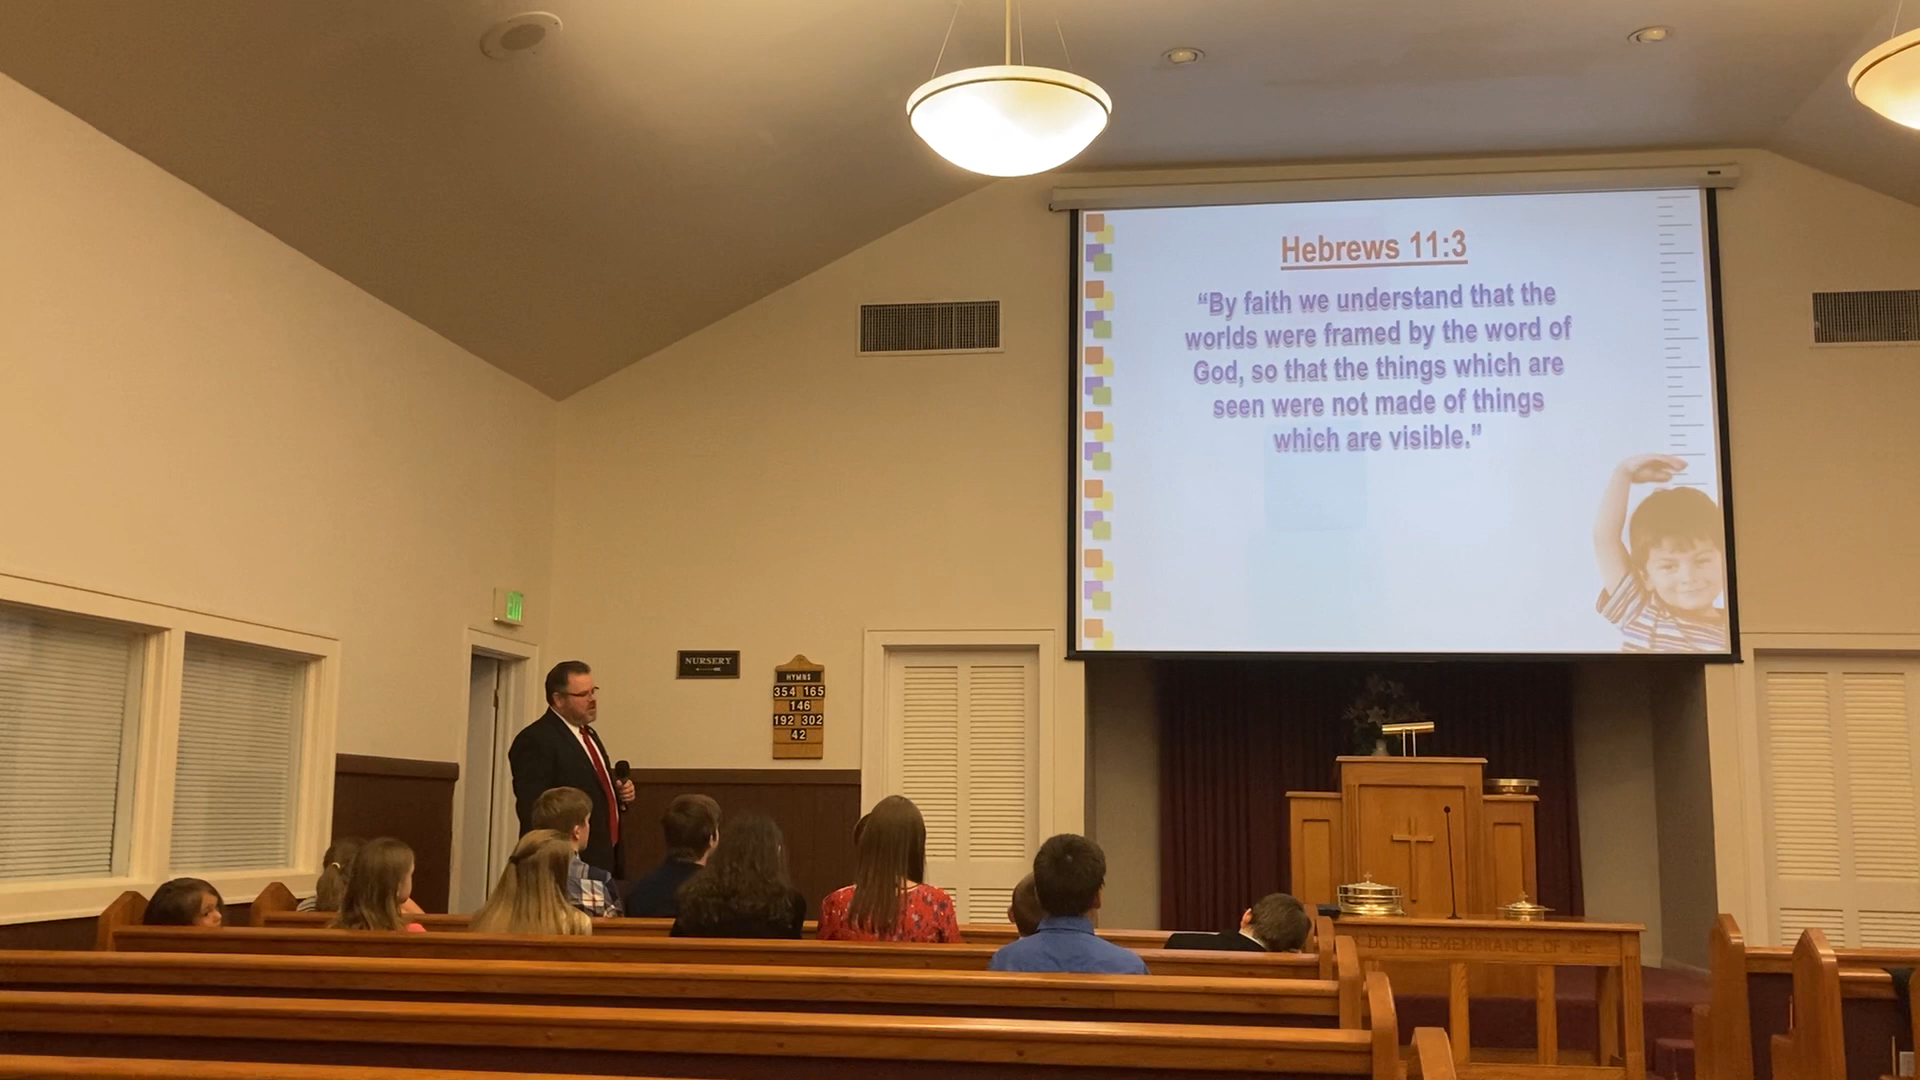 Hebrews 11:3
“By faith we understand that the
worlds were framed by the word of
God, so that the things which are
seen were not made of things
which are visible.”
EXIT
NURSERY
HYMNS
354 165
146
192 302
42
DO IN REMEMBRANCE OF ME